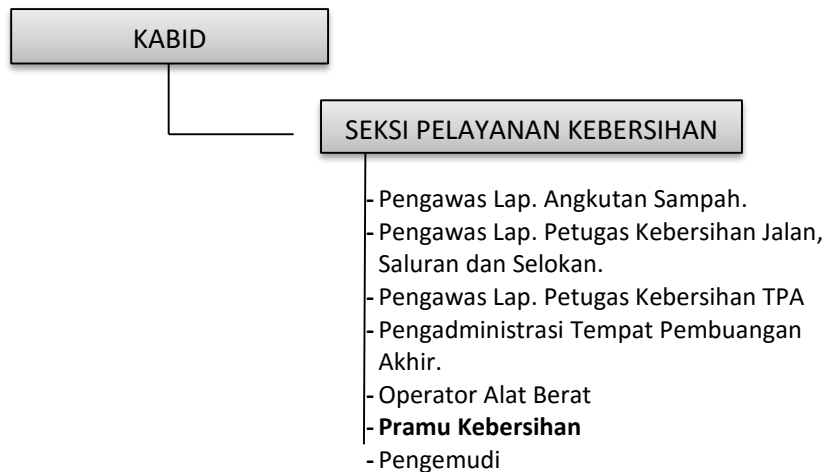 KABID
SEKSI PELAYANAN KEBERSIHAN
- Pengawas Lap. Angkutan Sampah.
- Pengawas Lap. Petugas Kebersihan Jalan,
Saluran dan Selokan.
- Pengawas Lap. Petugas Kebersihan TPA
- Pengadministrasi Tempat Pembuangan
Akhir.
- Operator Alat Berat
- Pramu Kebersihan
- Pengemudi